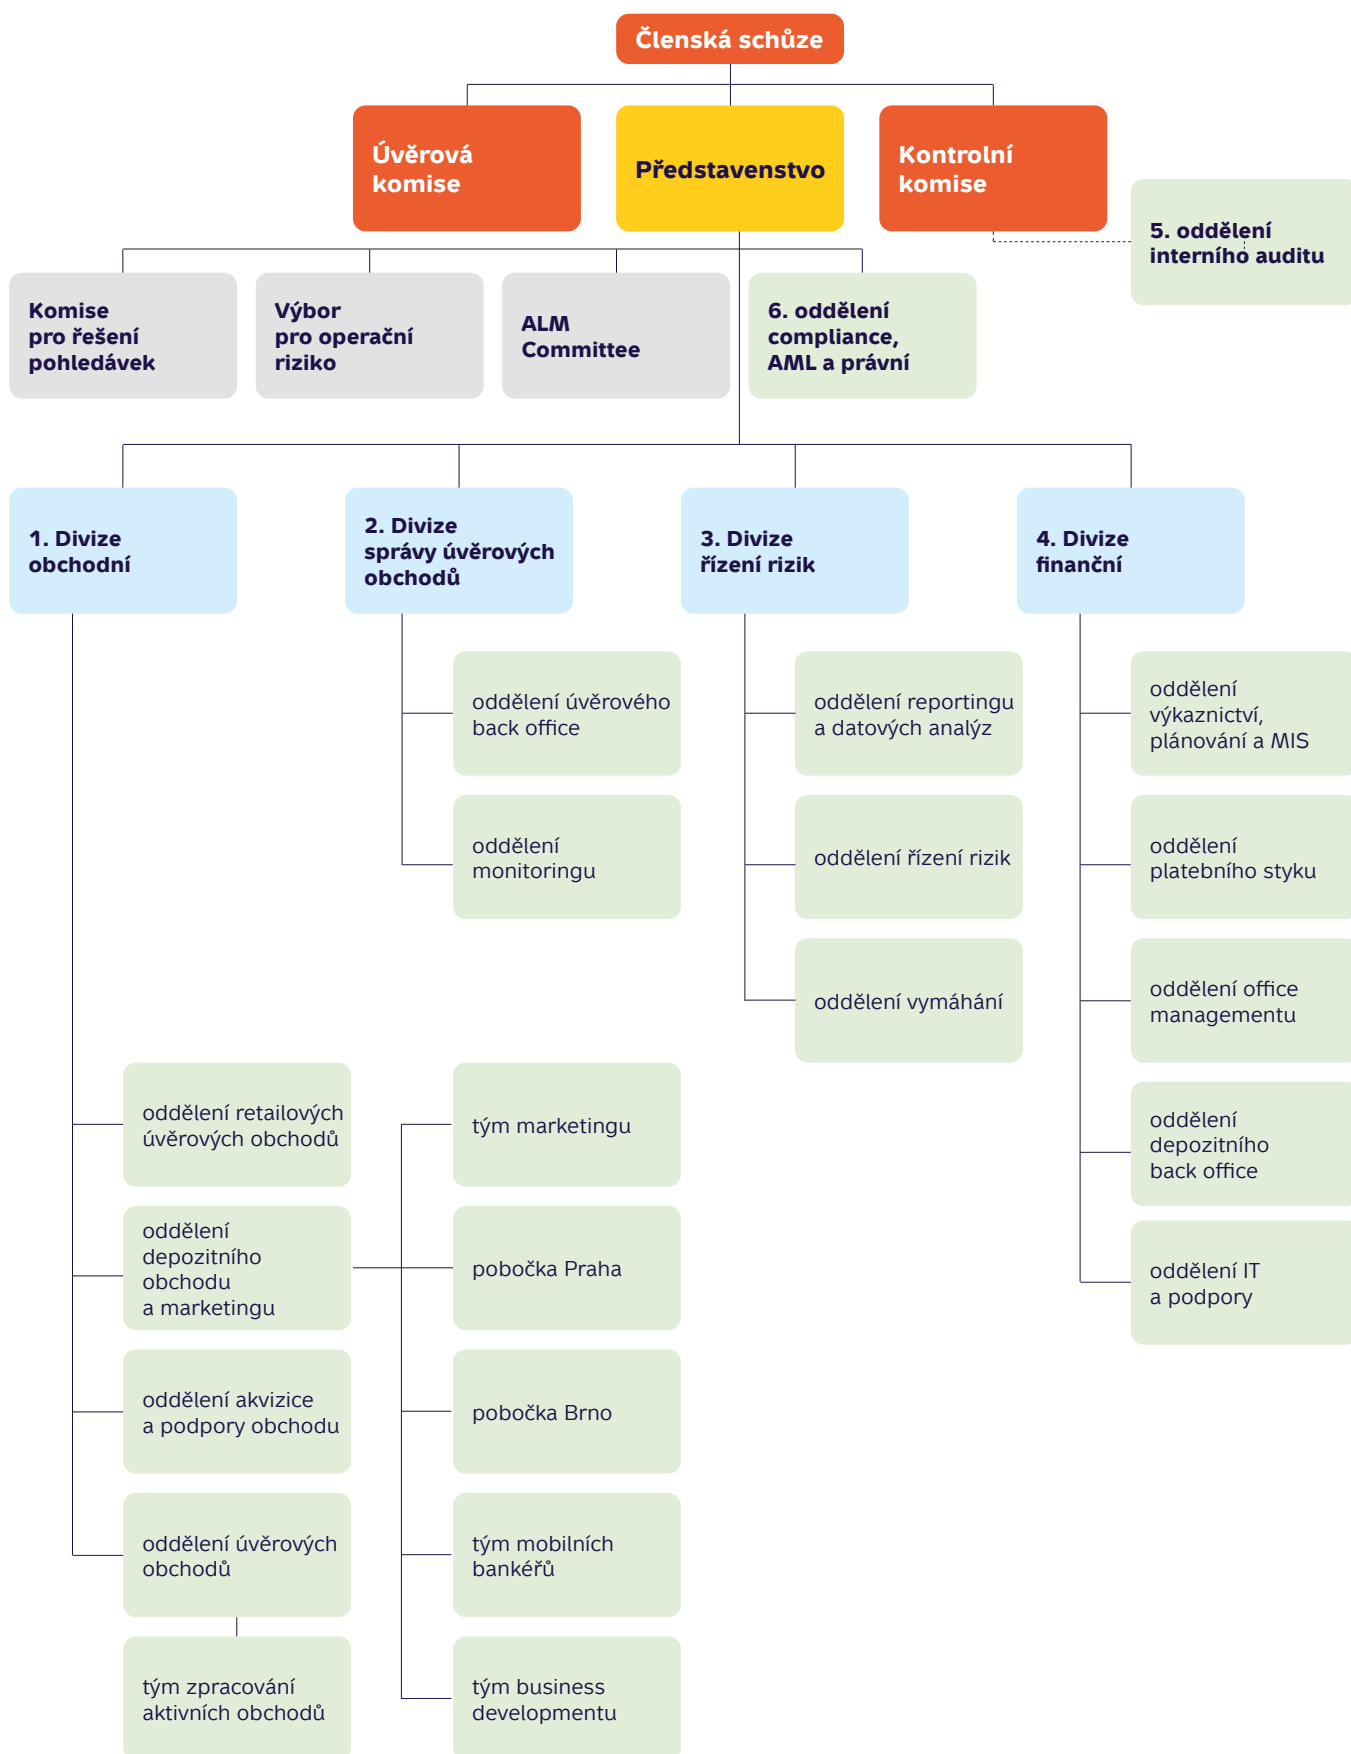 Členská schůze
Úvěrová
komise
Představenstvo
Kontrolní
komise
5. oddělení
interního auditu
Komise
pro řešení
pohledávek
Výbor
pro operační
riziko
ALM
Committee
6. oddělení
compliance,
AML a právní
1. Divize
obchodní
2. Divize
správy úvěrových
obchodů
3. Divize
řízení rizik
4. Divize
finanční
oddělení úvěrového
back office
oddělení
monitoringu
oddělení reportingu
a datových analýz
oddělení řízení rizik
oddělení vymáhání
oddělení
výkaznictví,
plánování a MIS
oddělení
platebního styku
oddělení office
managementu
oddělení
depozitního
back office
oddělení IT
a podpory
oddělení retailových
úvěrových obchodů
oddělení
depozitního
obchodu
a marketingu
oddělení akvizice
a podpory obchodu
oddělení úvěrových
obchodů
tým zpracování
aktivních obchodů
tým marketingu
pobočka Praha
pobočka Brno
tým mobilních
bankéřů
tým business
developmentu